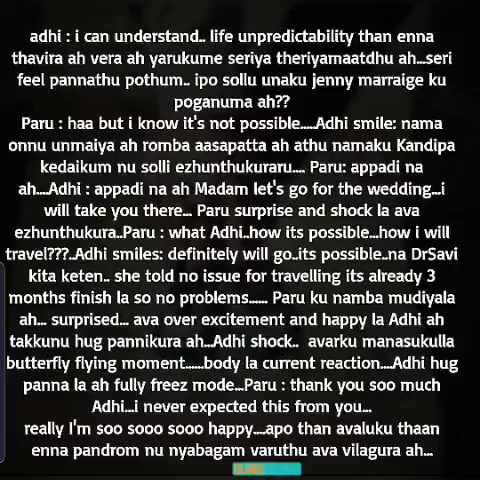 adhi : i can understand.. life unpredictability than enna
thavira ah vera ah yarukume seriya theriyamaatdhu ah...seri
feel pannathu pothum.. ipo sollu unaku jenny marraige ku
poganuma ah??
Paru : haa but i know it's not possible.....Adhi smile: nama
onnu unmaiya ah romba aasapatta ah athu namaku Kandipa
kedaikum nu solli ezhunthukuraru.... Paru: appadi na
ah....Adhi : appadi na ah Madam let's go for the wedding...i
will take you there... Paru surprise and shock la ava
ezhunthukura..Paru : what Adhi..how its possible...how i will
travel???..Adhi smiles: definitely will go..its possible..na DrSavi
kita keten.. she told no issue for travelling its already 3
months finish la so no problems...... Paru ku namba mudiyala
ah... surprised... ava over excitement and happy la Adhi ah
takkunu hug pannikura ah...Adhi shock..  avarku manasukulla
butterfly flying moment......body la current reaction....Adhi hug
panna la ah fully freez mode...Paru : thank you soo much
Adhi...i never expected this from you...
really I'm soo sooo sooo happy....apo than avaluku thaan
enna pandrom nu nyabagam varuthu ava vilagura ah...